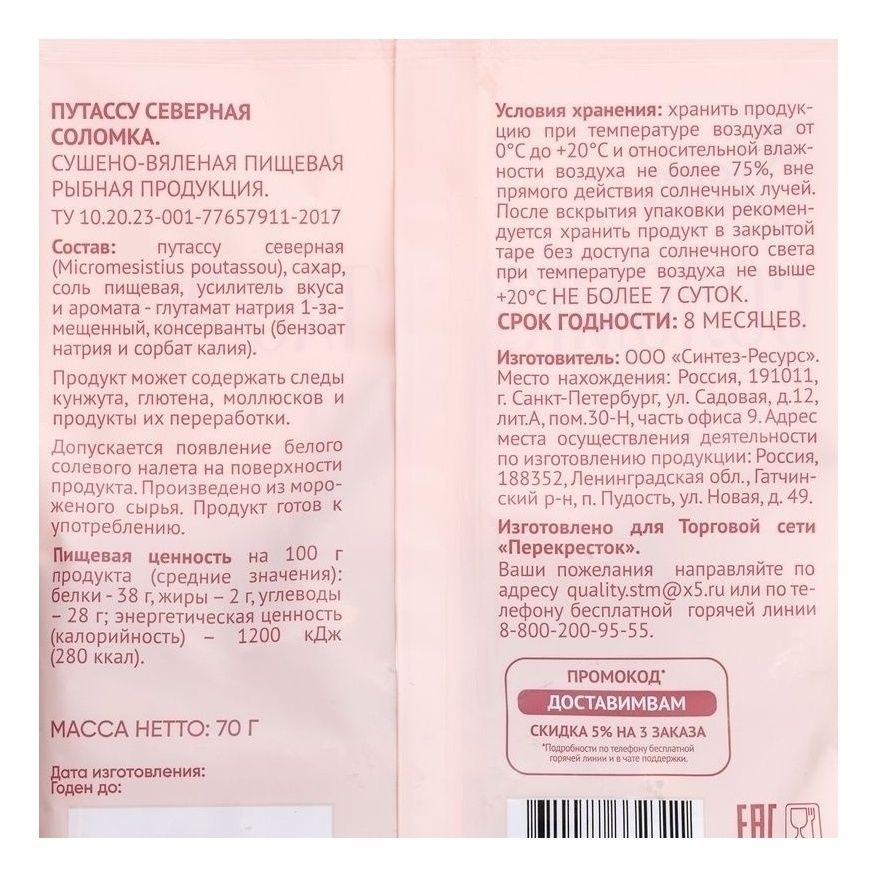 ПУТАССУ СЕВЕРНАЯ
СОЛОМКА.
СУШЕНО-ВЯЛЕНАЯ ПИЩЕВАЯ
РЫБНАЯ ПРОДУКЦИЯ.
ТУ 10.20.23-001-77657911-2017
Состав: путассу северная
(Micromesistius poutassou), сахар,
соль пищевая, усилитель вкуса
и аромата - глутамат натрия 1-за-
мещенный, консерванты (бензоат
натрия и сорбат калия).
Продукт может содержать следы
кунжута, глютена, моллюсков и
продукты их переработки.
Допускается появление белого
солевого налета на поверхности
продукта. Произведено из моро-
женого сырья. Продукт готов к
употреблению.
Пищевая ценность на 100 г
продукта (средние значения):
белки - 38 г, жиры – 2 г, углеводы
– 28 г; энергетическая ценность
(калорийность) – 1200 кДж
(280 ккал).
МАССА НЕТТО: 70 Г
Дата изготовления:
Годен до:
Условия хранения: хранить продук-
цию при температуре воздуха от
0°С до +20°С и относительной влаж-
ности воздуха не более 75%, вне
прямого действия солнечных лучей.
После вскрытия упаковки рекомен-
дуется хранить продукт в закрытой
таре без доступа солнечного света
при температуре воздуха не выше
+20°С НЕ БОЛЕЕ 7 СУТОК.
СРОК ГОДНОСТИ: 8 МЕСЯЦЕВ.
Изготовитель: ООО «Синтез-Ресурс».
Место нахождения: Россия, 191011,
г. Санкт-Петербург, ул. Садовая, д.12,
лит.А, пом.30-Н, часть офиса 9. Адрес
места осуществления деятельности
по изготовлению продукции: Россия,
188352, Ленинградская обл., Гатчин-
ский р-н, п. Пудость, ул. Новая, д. 49.
Изготовлено для Торговой сети
«Перекресток».
Ваши пожелания направляйте по
адресу quality.stm@x5.ru или по те-
лефону бесплатной горячей линии
8-800-200-95-55.
ПРОМОКОД*
ДОСТАВИМВАМ
СКИДКА 5% НА 3 ЗАКАЗА
*Подробности по телефону бесплатной
горячей линии и в чате поддержки.
EAC